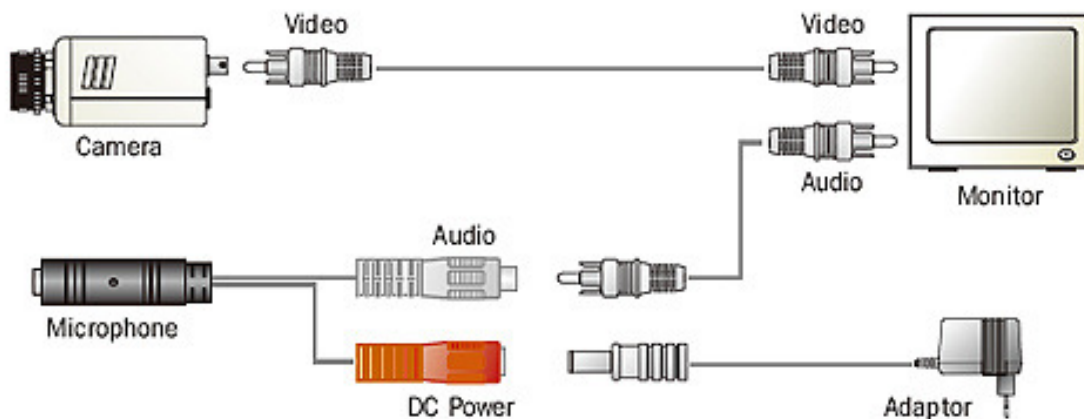 Video
Video
Camera
Audio
Monitor
Audio
Microphone
DC Power
Adaptor